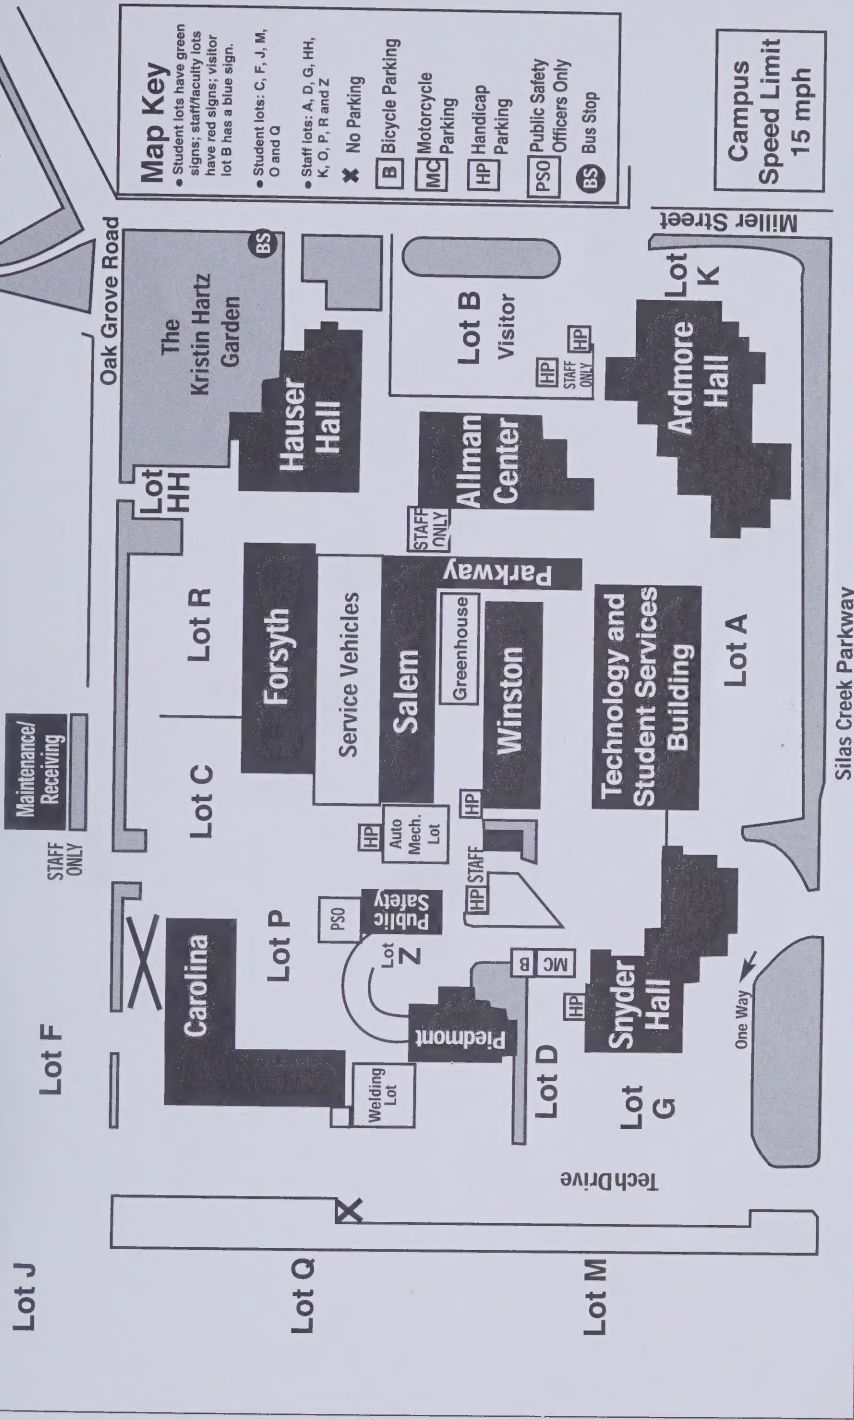 Map Key
• Student lots have green
signs; staff/faculty lots
have red signs; visitor
lot B has a blue sign.
• Student lots: C, F, J, M,
O and Q
• Staff lots: A, D, G, HH,
K, O, P, R and Z
✖ No Parking
B Bicycle Parking
MC Motorcycle
Parking
HP Handicap
Parking
PSO Public Safety
Officers Only
BS Bus Stop
Campus
Speed Limit
15 mph
Oak Grove Road
The
Kristin Hartz
Garden
BS
Miller Street
Lot
HH
Hauser
Hall
Lot B
Visitor
HP
HP
STAFF
ONLY
Lot
K
Ardmore
Hall
Allman
Center
STAFF
ONLY
Parkway
Lot R
Forsyth
Service Vehicles
Salem
Greenhouse
Winston
Technology and
Student Services
Building
Lot A
Silas Creek Parkway
Maintenance/
Receiving
STAFF
ONLY
Lot C
HP
Auto
Mech.
Lot
HP
HP STAFF
PSO
Public
Safety
Lot
Z
Lot P
Carolina
Lot F
Piedmont
B
MC
HP
Snyder
Hall
One Way
Welding
Lot
Lot D
Lot
G
Tech Drive
Lot J
Lot Q
Lot M